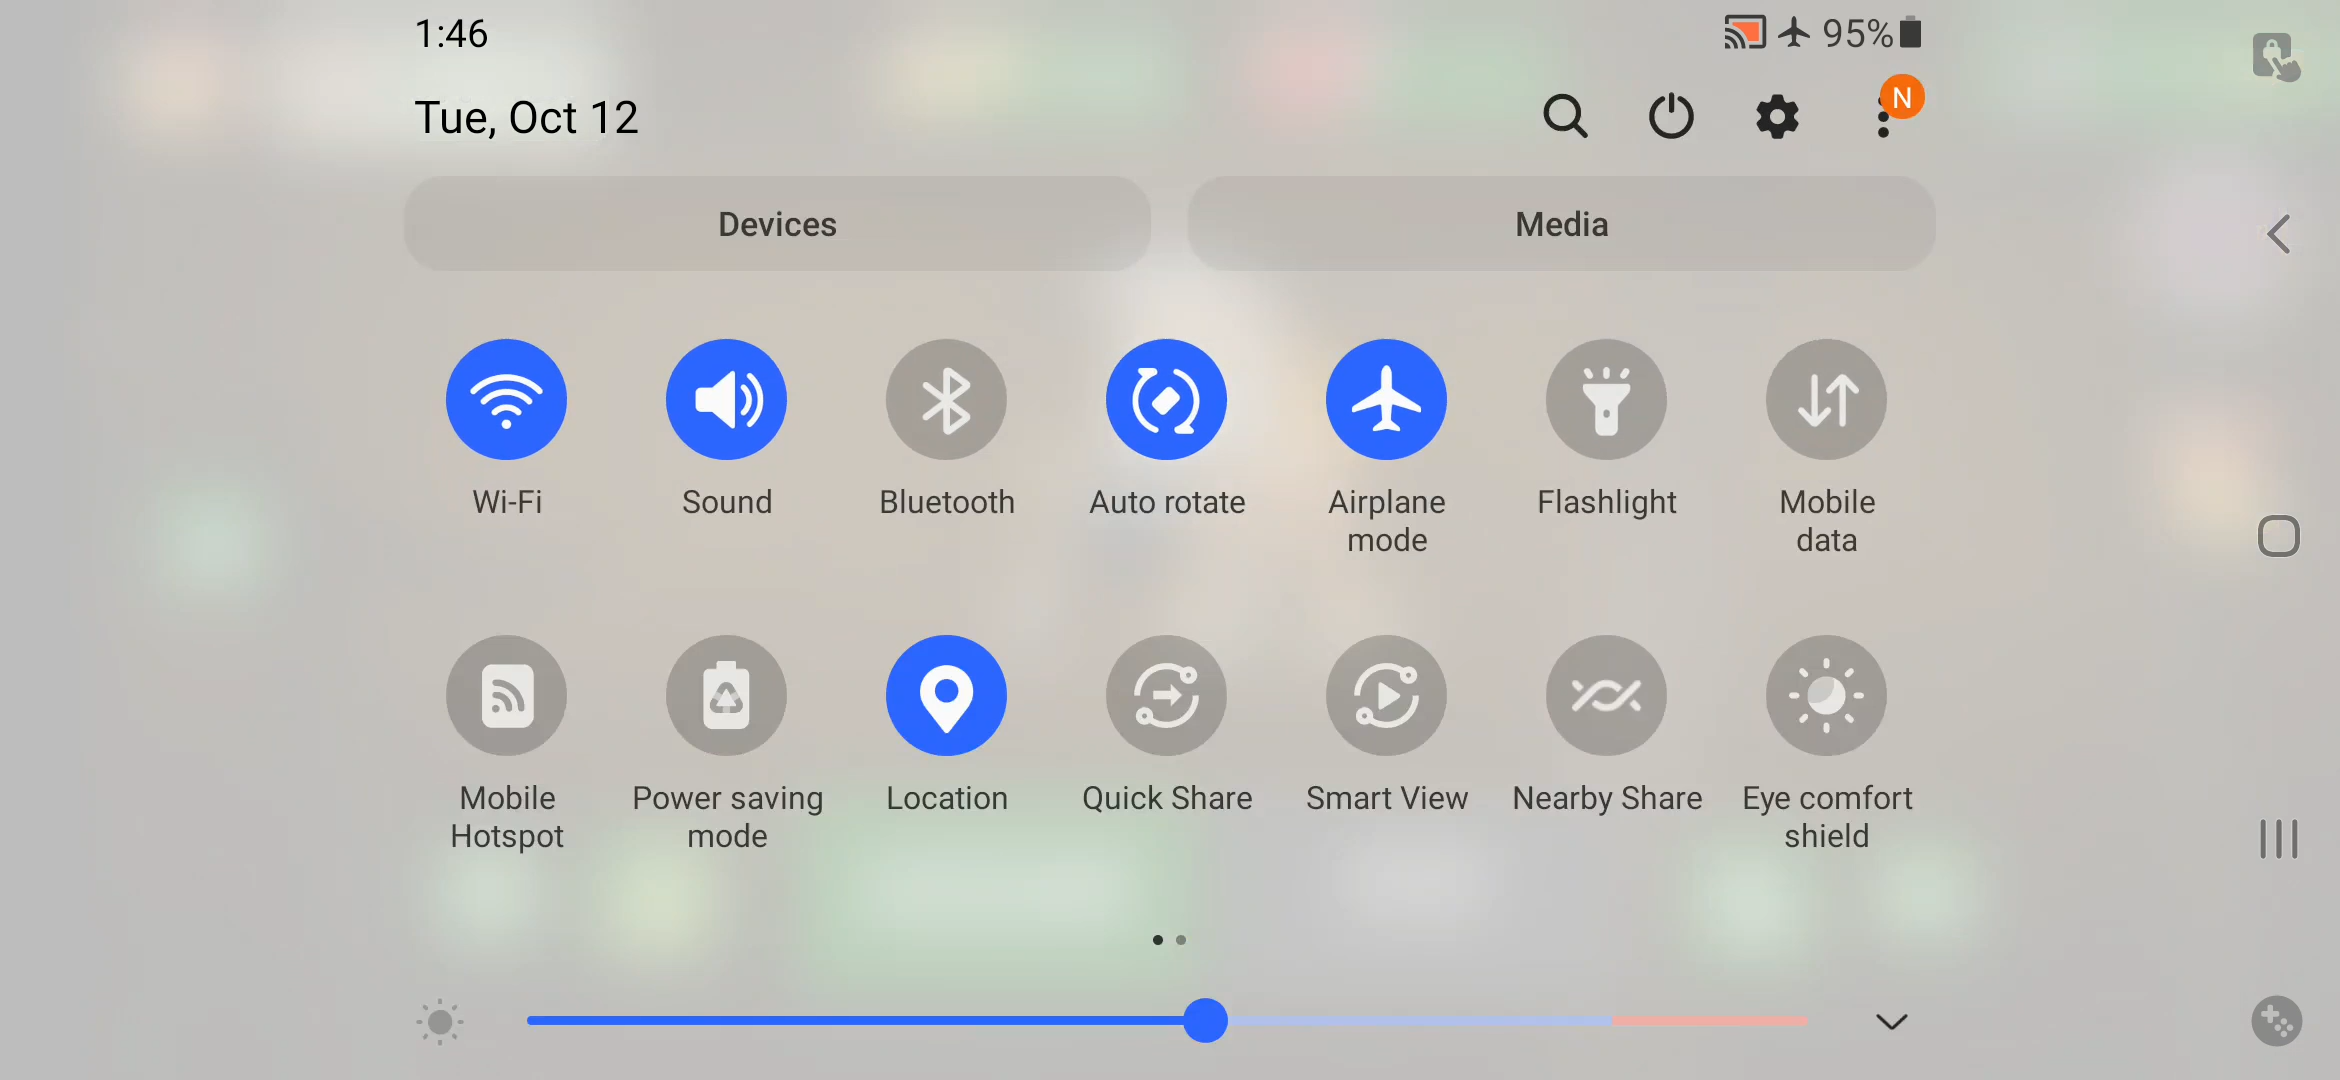 1:46
95%
Tue, Oct 12
N
Devices
Media
Wi-Fi
Sound
Bluetooth
Auto rotate
Airplane
mode
Flashlight
Mobile
data
Mobile
Hotspot
Power saving
mode
Location
Quick Share
Smart View
Nearby Share
Eye comfort
shield